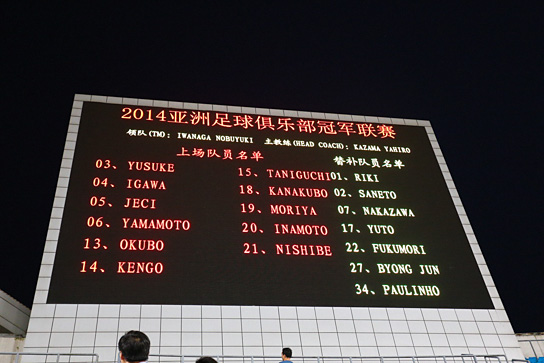 2014亚洲足球俱乐部冠军联赛
领队(TM): IWANAGA NOBUYUKI 主教练(HEAD COACH): KAZAMA YAHIRO
上场队员名单
03、YUSUKE
04、IGAWA
05、JECI
06、YAMAMOTO
13、OKUBO
14、KENGO
15、TANIGUCHI
18、KANAKUBO
19、MORIYA
20、INAMOTO
21、NISHIBE
替补队员名单
01、RIKI
02、SANETO
07、NAKAZAWA
17、YUTO
22、FUKUMORI
27、BYONG JUN
34、PAULINHO